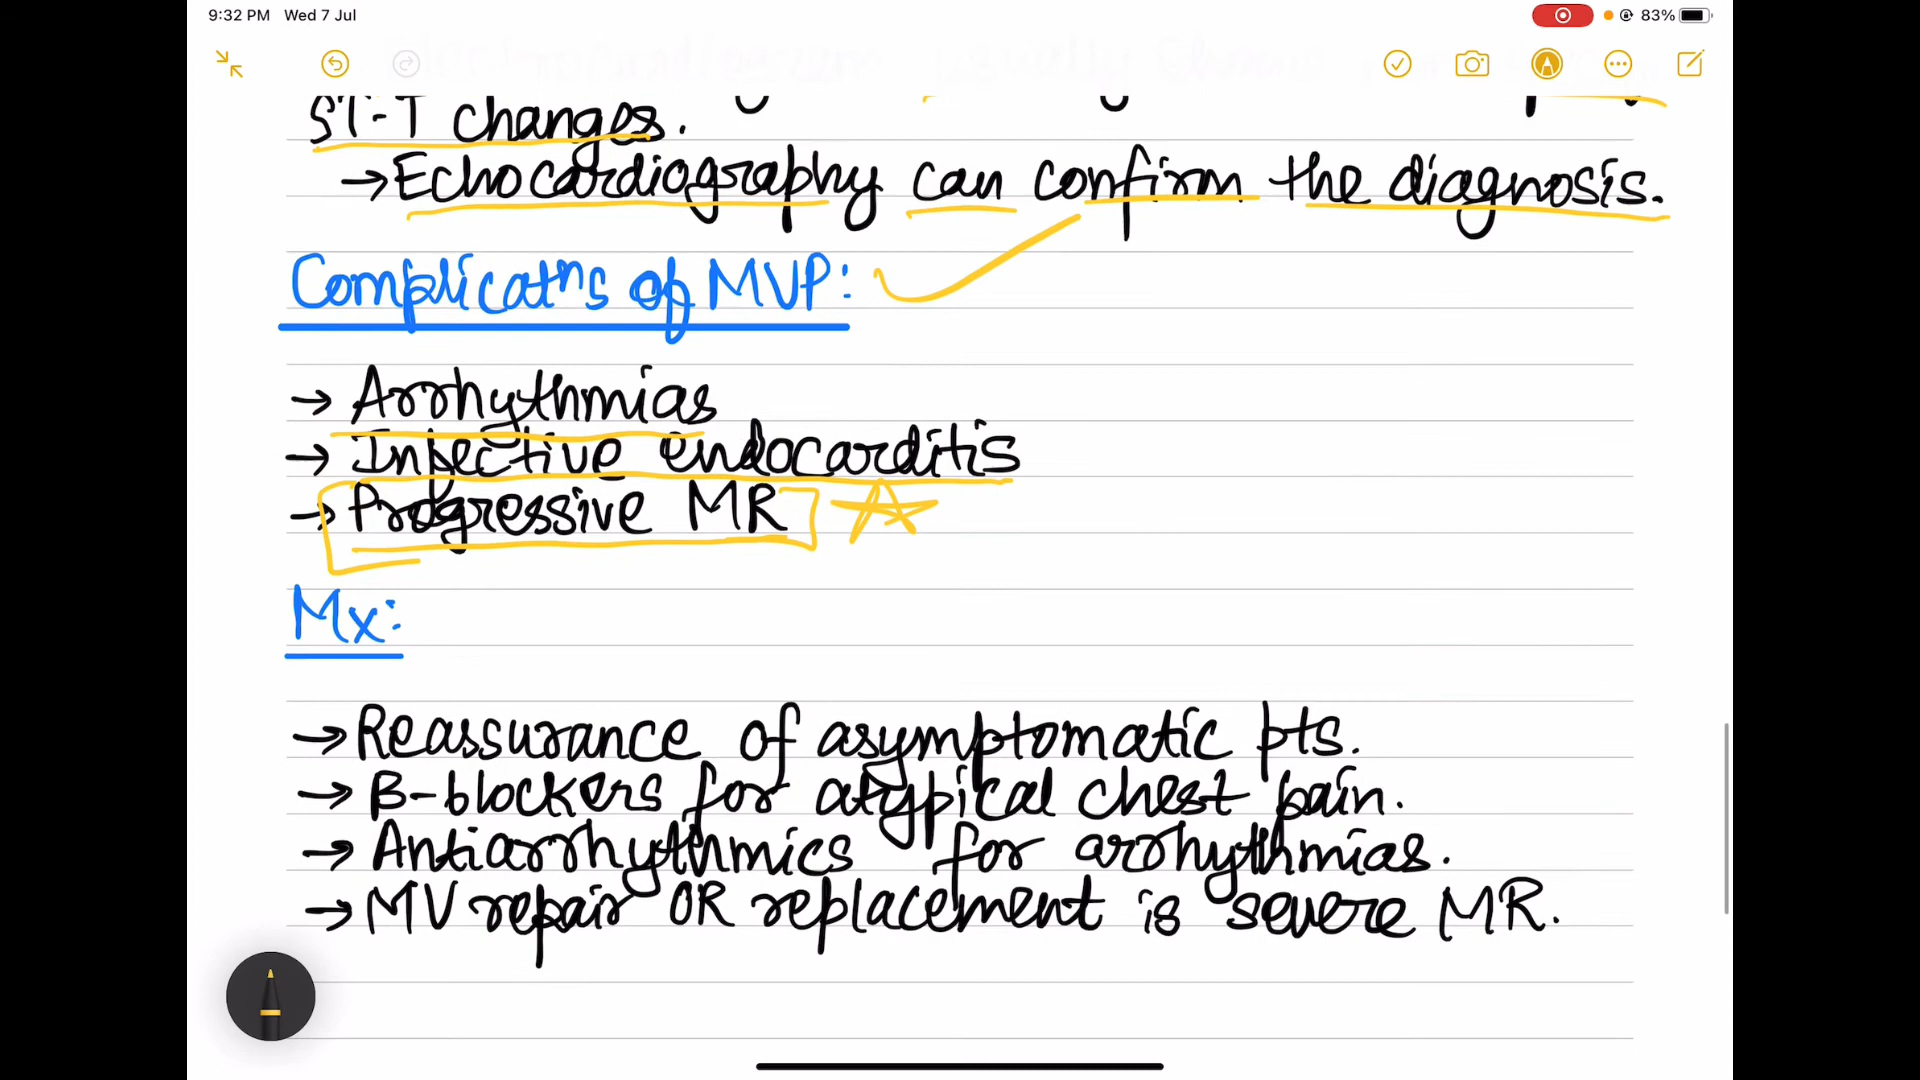 9:32 PM Wed 7 Jul
83%
ST-T changes.
→ Echocardiography can confirm the diagnosis.
Complicatⁿs of MVP:
→ Arrhythmias
→ Infective endocarditis
→ Progressive MR
Mx:
→ Reassurance of asymptomatic pts.
→ B-blockers for atypical chest pain.
→ Antiarrhythmics for arrhythmias.
→ MV repair OR replacement is severe MR.